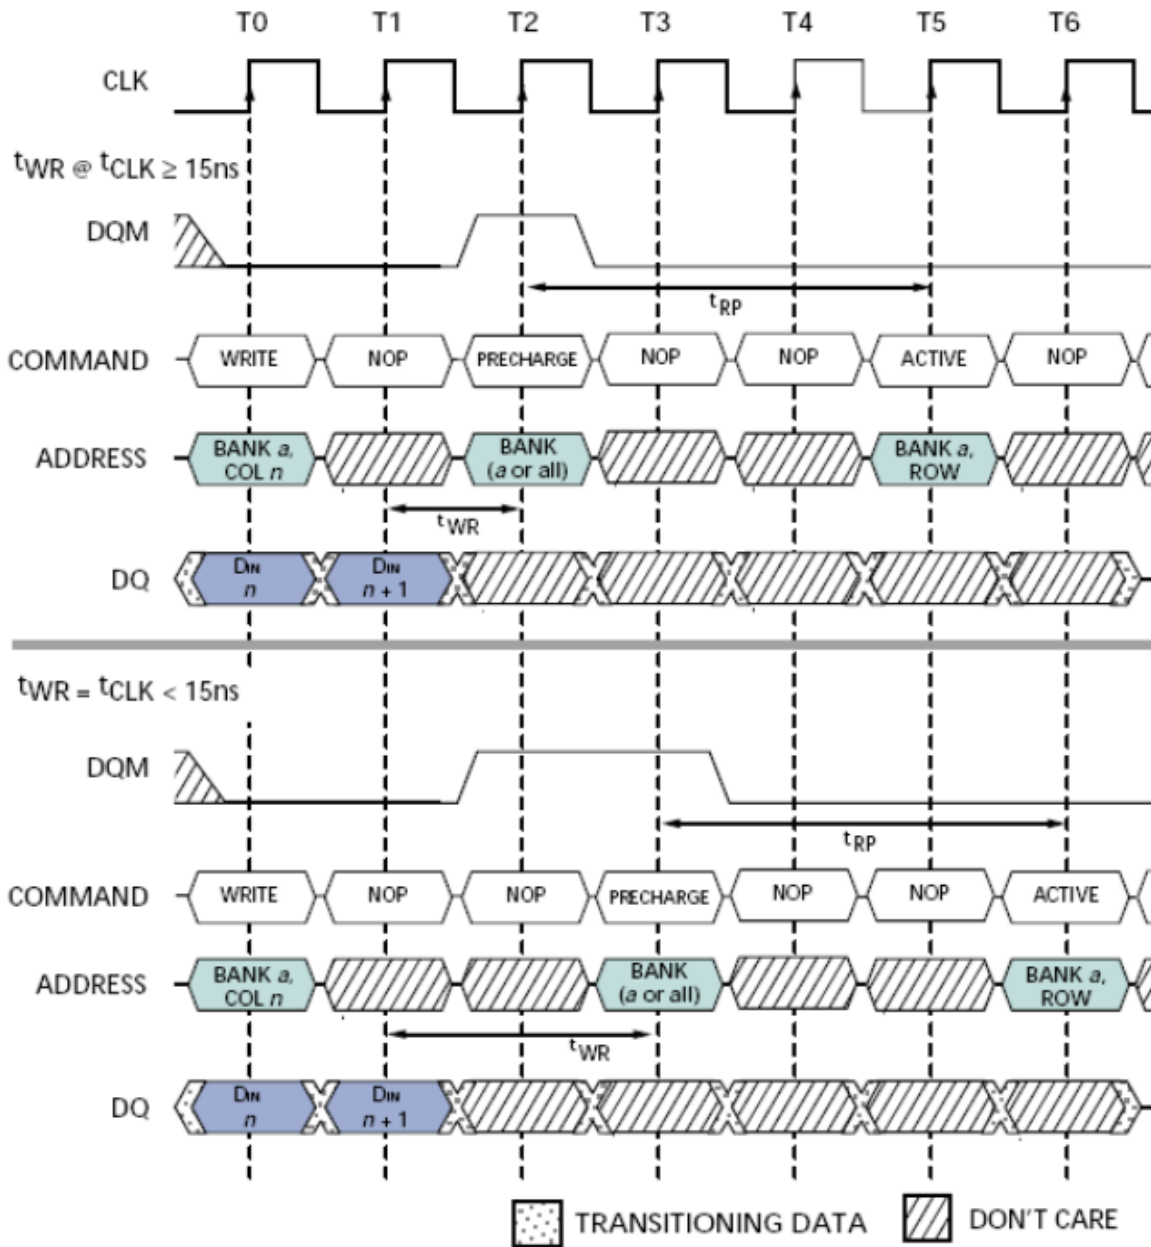 T0 T1 T2 T3 T4 T5 T6
CLK
tWR @ tCLK ≥ 15ns
DQM
tRP
COMMAND WRITE NOP PRECHARGE NOP NOP ACTIVE NOP
ADDRESS BANK a, COL n BANK (a or all) BANK a, ROW
tWR
DQ DIN n DIN n + 1
tWR = tCLK < 15ns
DQM
tRP
COMMAND WRITE NOP NOP PRECHARGE NOP NOP ACTIVE
ADDRESS BANK a, COL n BANK (a or all) BANK a, ROW
tWR
DQ DIN n DIN n + 1
TRANSITIONING DATA DON'T CARE